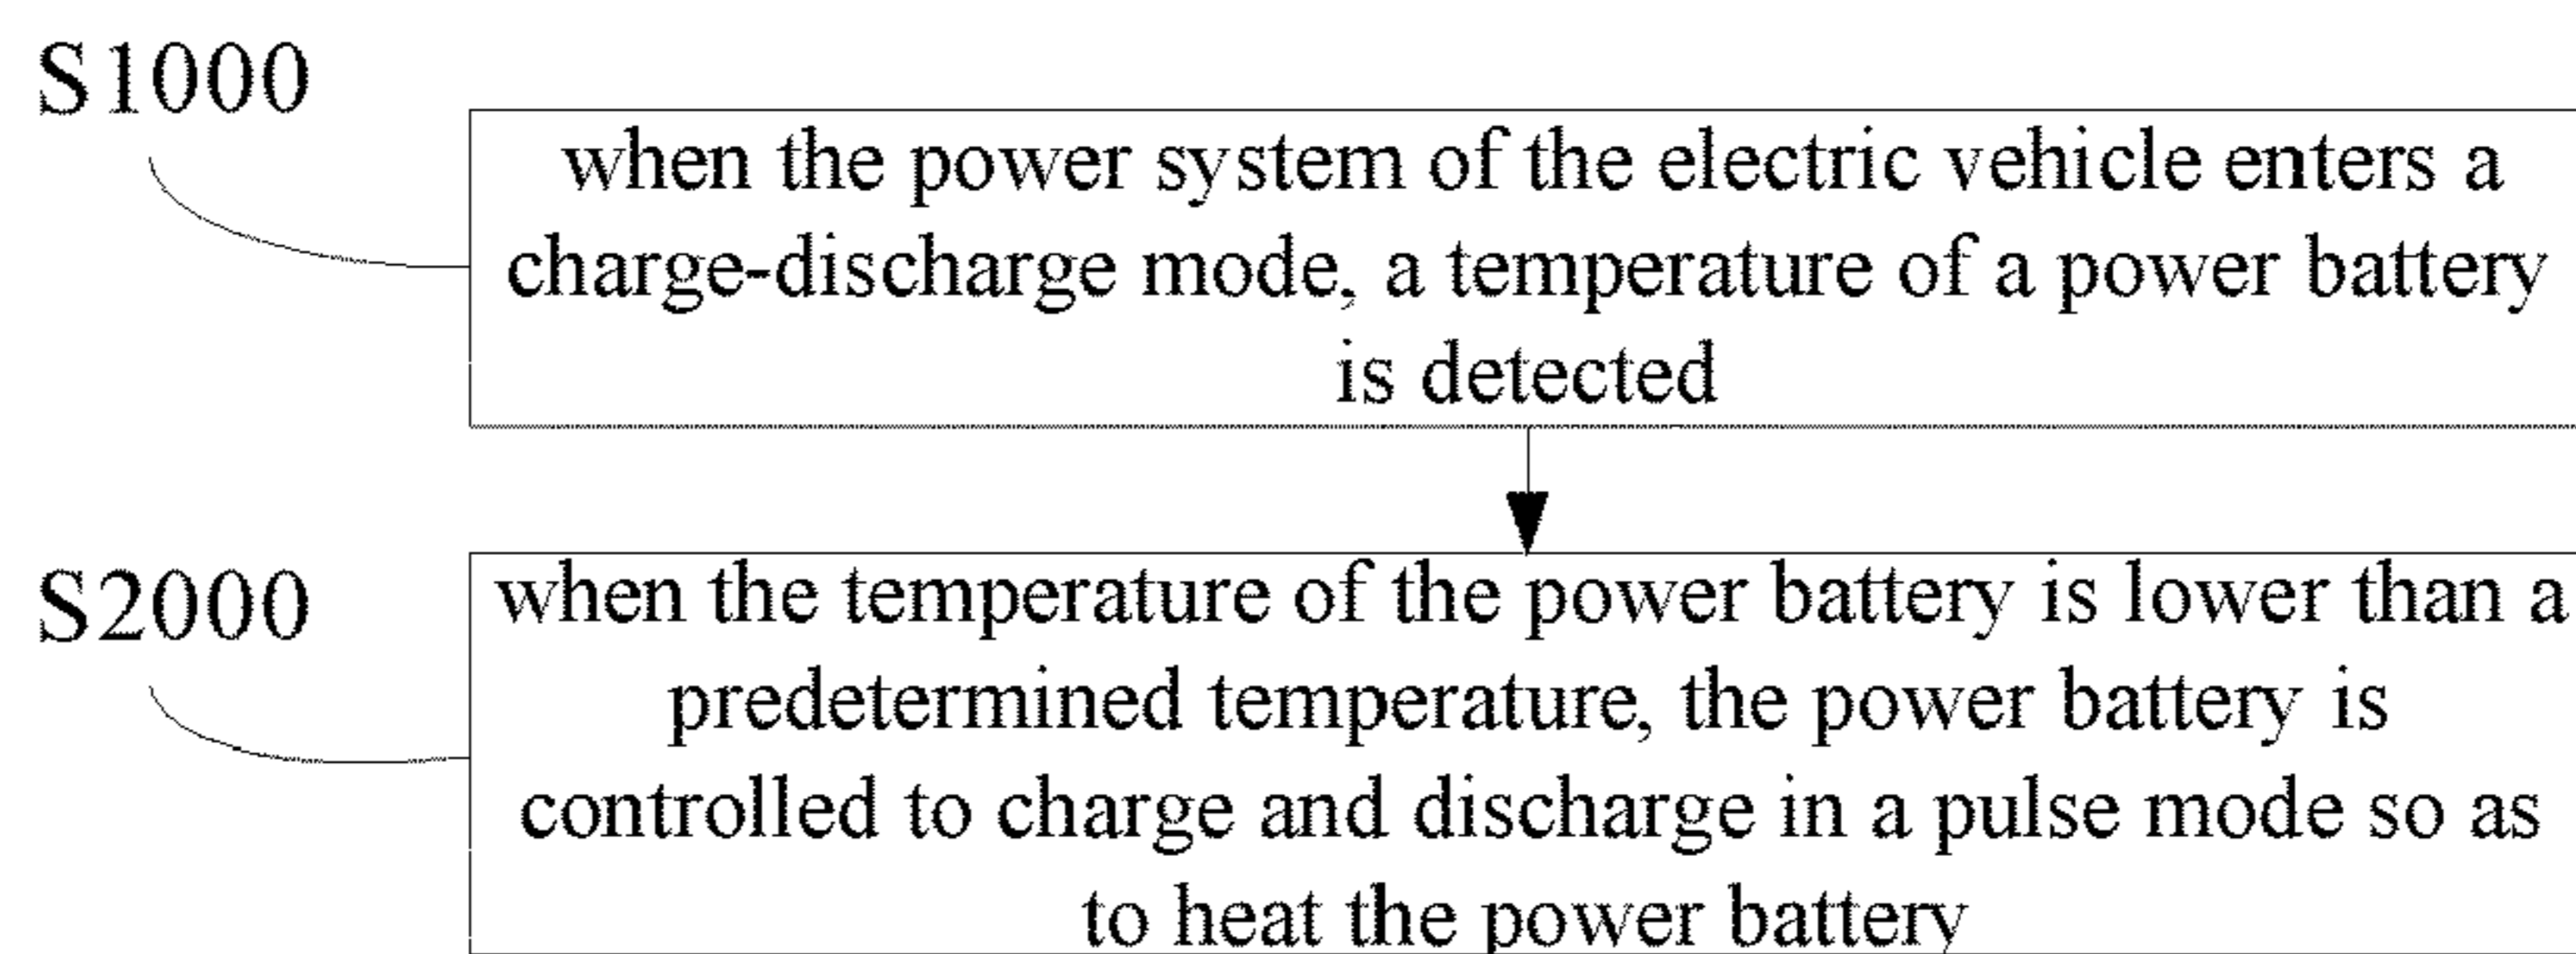 S1000
when the power system of the electric vehicle enters a
charge-discharge mode, a temperature of a power battery
is detected
S2000
when the temperature of the power battery is lower than a
predetermined temperature, the power battery is
controlled to charge and discharge in a pulse mode so as
to heat the power battery